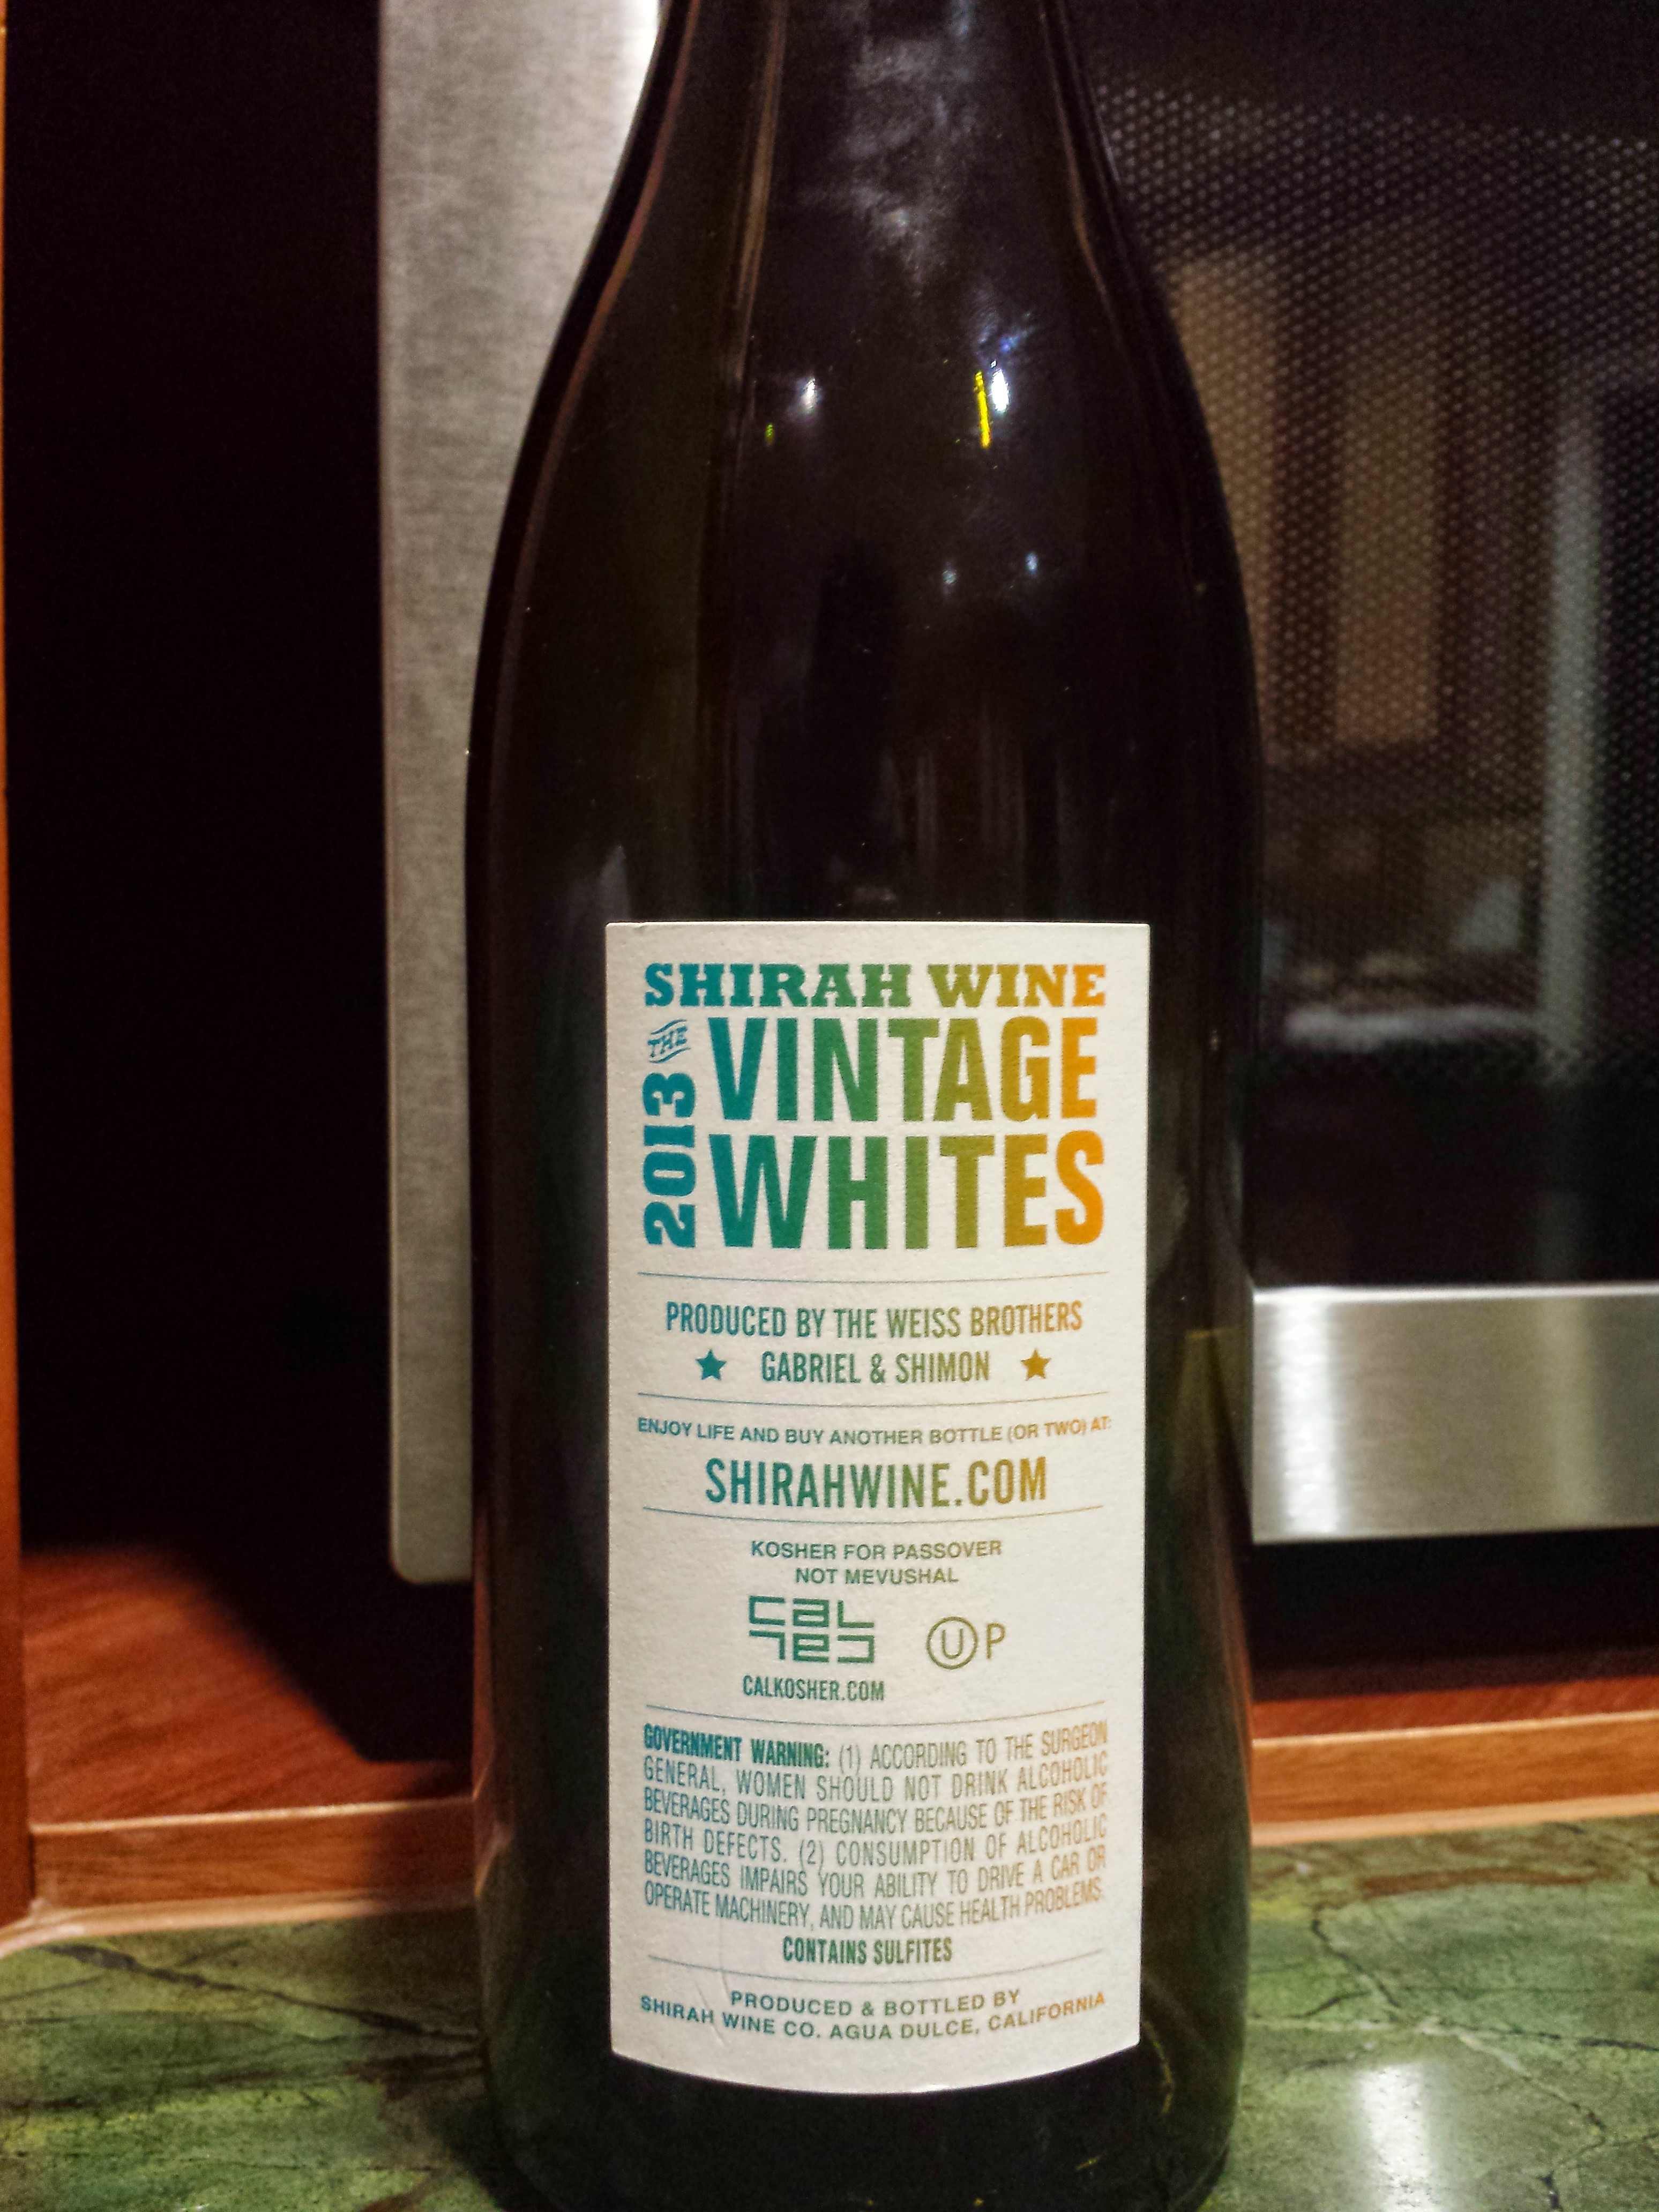 SHIRAH WINE
THE
2013
VINTAGE
WHITES
PRODUCED BY THE WEISS BROTHERS
★ GABRIEL & SHIMON ★
ENJOY LIFE AND BUY ANOTHER BOTTLE (OR TWO) AT:
SHIRAHWINE.COM
KOSHER FOR PASSOVER
NOT MEVUSHAL
CAL
UP
CALKOSHER.COM
GOVERNMENT WARNING: (1) ACCORDING TO THE SURGEON
GENERAL, WOMEN SHOULD NOT DRINK ALCOHOLIC
BEVERAGES DURING PREGNANCY BECAUSE OF THE RISK OF
BIRTH DEFECTS. (2) CONSUMPTION OF ALCOHOLIC
BEVERAGES IMPAIRS YOUR ABILITY TO DRIVE A CAR OR
OPERATE MACHINERY, AND MAY CAUSE HEALTH PROBLEMS.
CONTAINS SULFITES
PRODUCED & BOTTLED BY
SHIRAH WINE CO. AGUA DULCE, CALIFORNIA